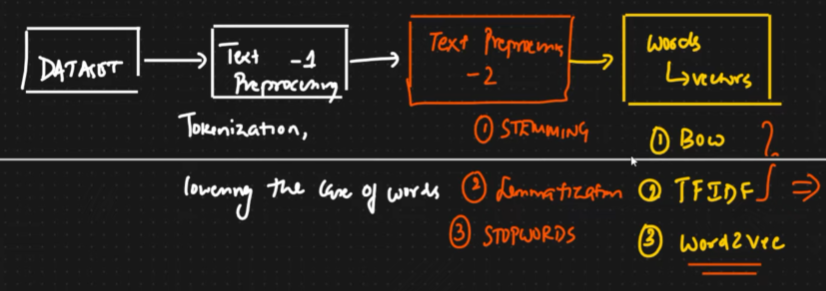 DATASET
Text -1
Preprocessing
Text Preprocessing
-2
Words
↳ vectors
Tokenization,
lowering the case of words
① STEMMING
② Lemmatization
③ STOPWORDS
① BOW
② TFIDF ⇒
③ Word2vec